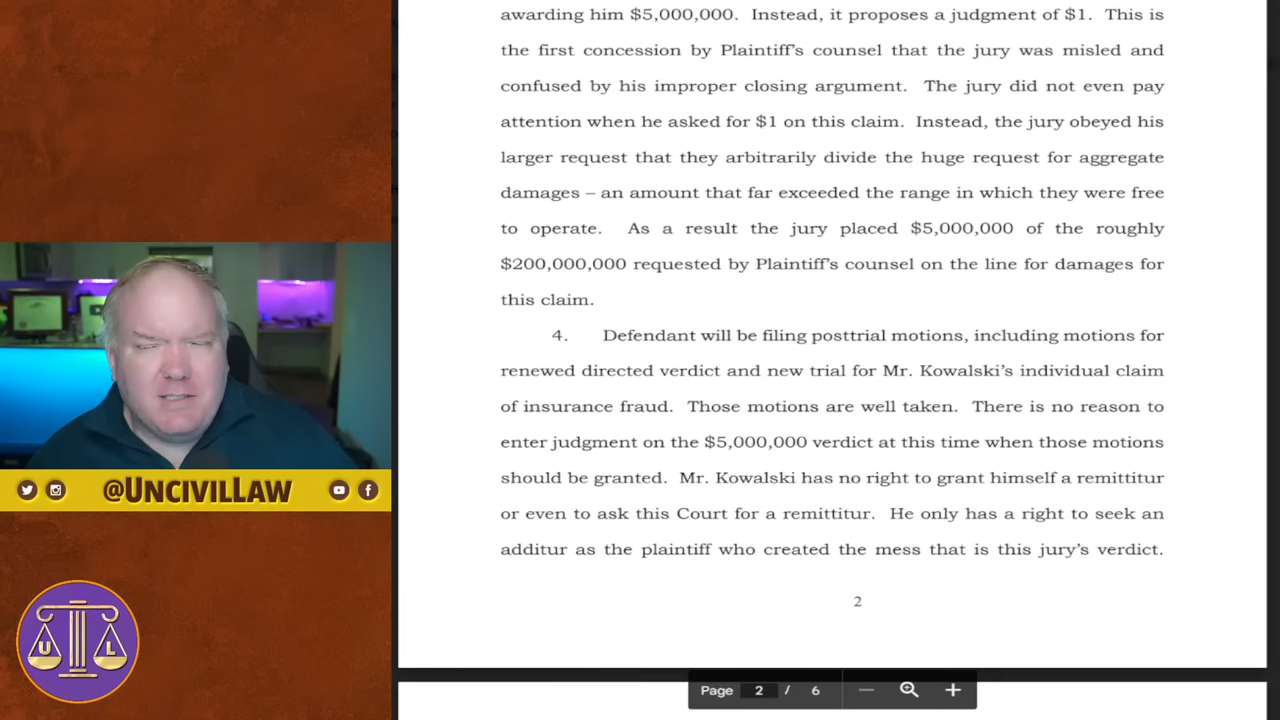 awarding him $5,000,000. Instead, it proposes a judgment of $1. This is
the first concession by Plaintiff's counsel that the jury was misled and
confused by his improper closing argument. The jury did not even pay
attention when he asked for $1 on this claim. Instead, the jury obeyed his
larger request that they arbitrarily divide the huge request for aggregate
damages – an amount that far exceeded the range in which they were free
to operate. As a result the jury placed $5,000,000 of the roughly
$200,000,000 requested by Plaintiff's counsel on the line for damages for
this claim.
4. Defendant will be filing posttrial motions, including motions for
renewed directed verdict and new trial for Mr. Kowalski's individual claim
of insurance fraud. Those motions are well taken. There is no reason to
enter judgment on the $5,000,000 verdict at this time when those motions
should be granted. Mr. Kowalski has no right to grant himself a remittitur
or even to ask this Court for a remittitur. He only has a right to seek an
additur as the plaintiff who created the mess that is this jury's verdict.
2
Page 2 / 6
@UNCIVILLAW
U L